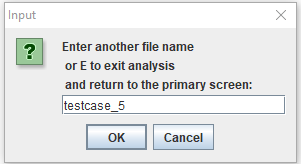 Input
Enter another file name
or E to exit analysis
and return to the primary screen:
testcase_5
OK Cancel